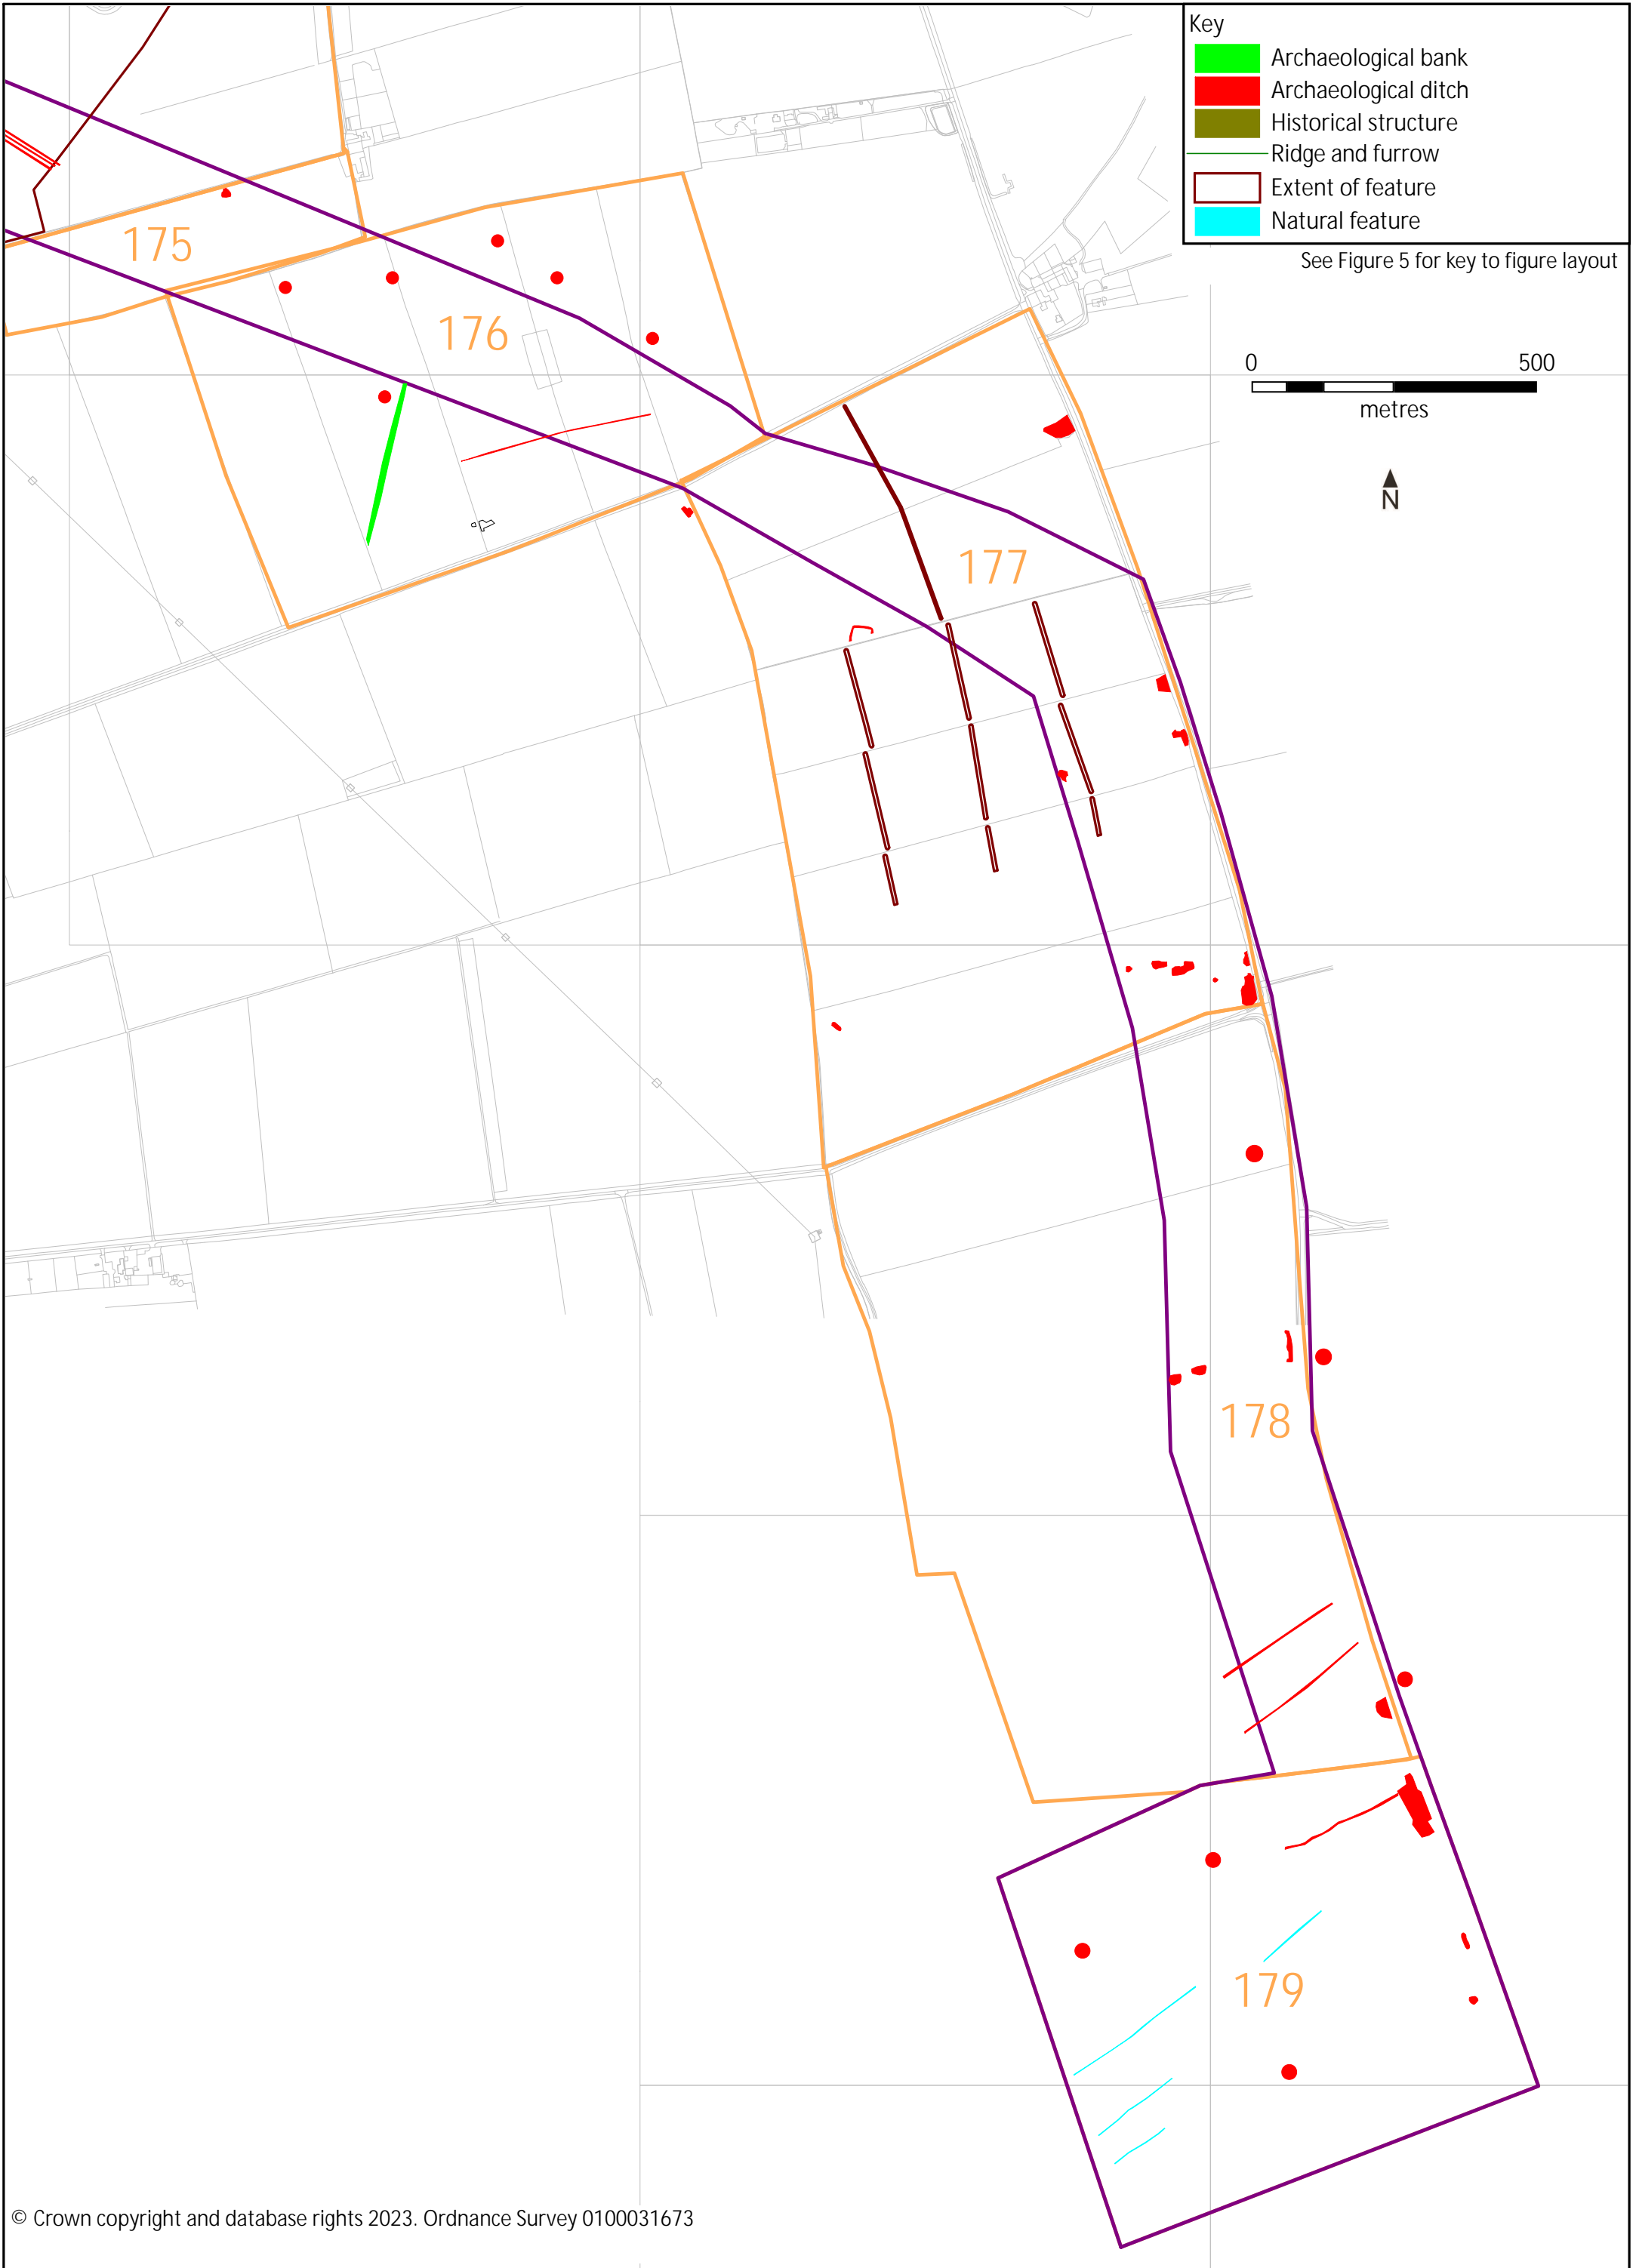 Key
Archaeological bank
Archaeological ditch
Historical structure
Ridge and furrow
Extent of feature
Natural feature
See Figure 5 for key to figure layout
0 500
metres
N
175
176
177
178
179
© Crown copyright and database rights 2023. Ordnance Survey 0100031673